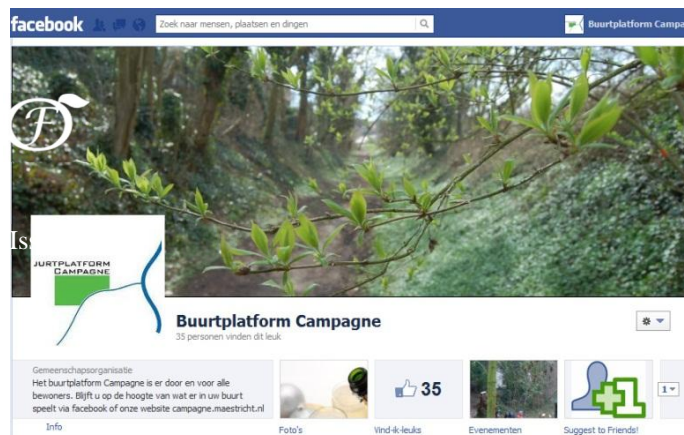 facebook
Zoek naar mensen, plaatsen en dingen
Buurtplatform Campa
Iss
JURTPLATFORM
CAMPAGNE
Buurtplatform Campagne
35 personen vinden dit leuk
Gemeenschapsorganisatie
Het buurtplatform Campagne is er door en voor alle
bewoners. Blijft u op de hoogte van wat er in uw buurt
speelt via facebook of onze website campagne.maestricht.nl
Info
35
+1
1
Foto's
Vind-ik-leuks
Evenementen
Suggest to Friends!